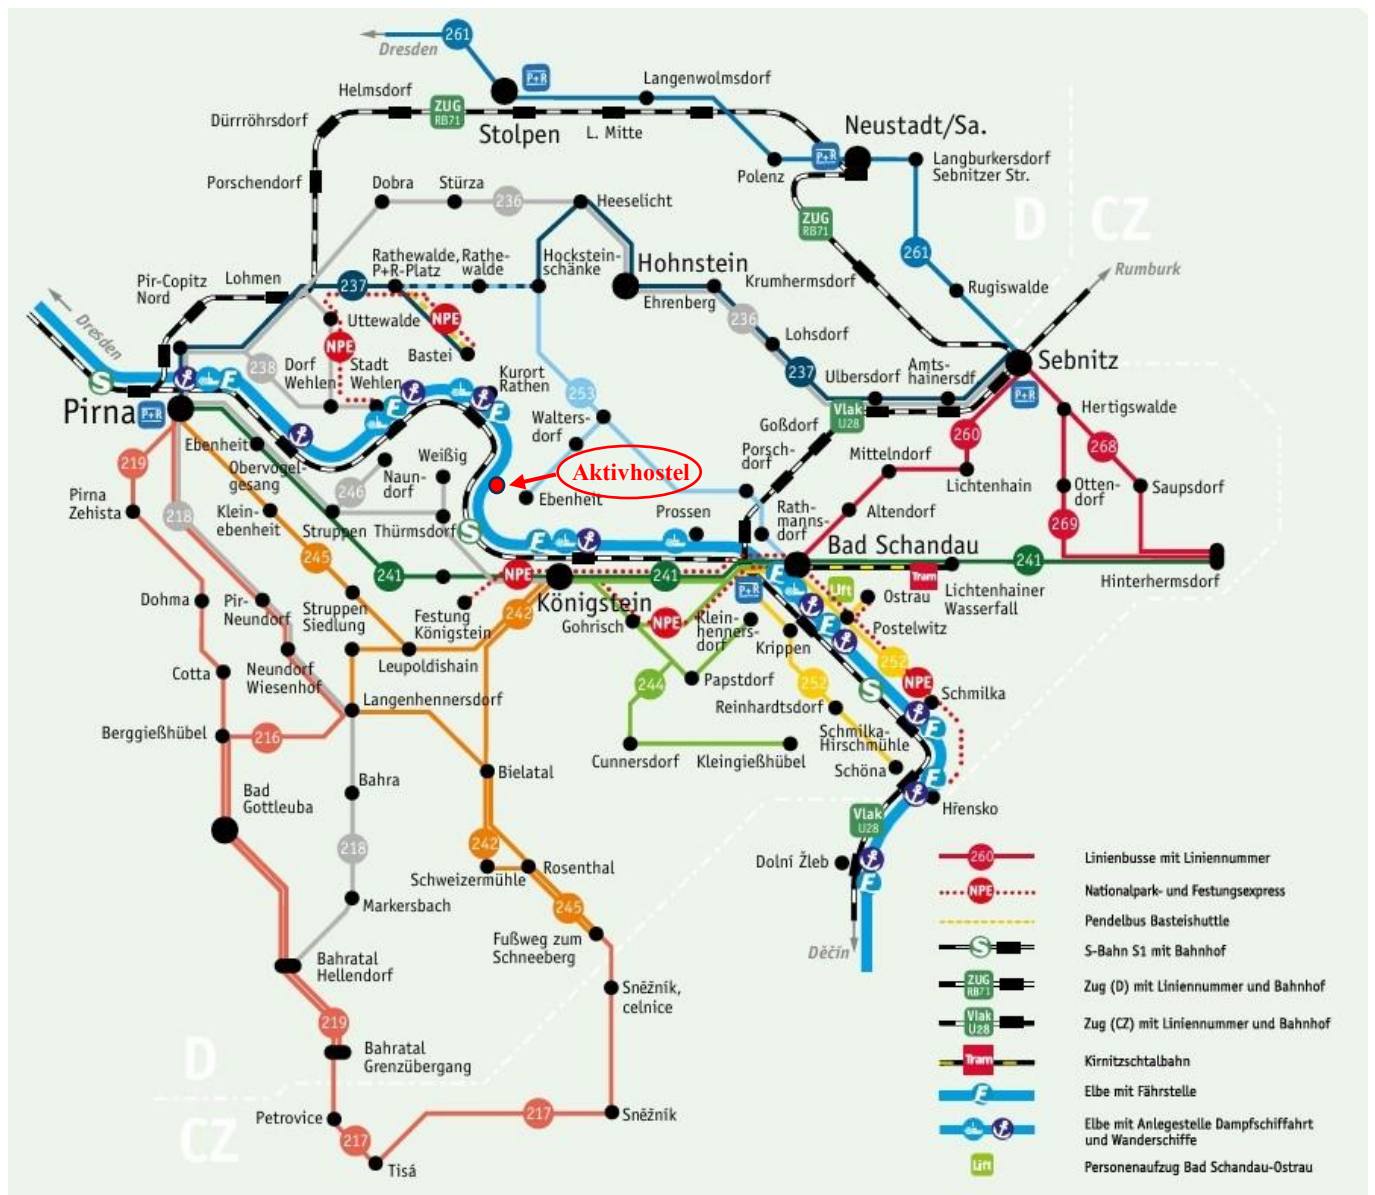 261
Dresden
P+R
Langenwolmsdorf
Helmsdorf
ZUG
RB71
Dürrröhrsdorf
Stolpen
L. Mitte
Neustadt/Sa.
P+R
Polenz
Langburkersdorf
Sebnitzer Str.
Porschendorf
Dobra
Stürza
236
Heeselicht
ZUG
RB71
D
CZ
261
Rathewalde,
P+R-Platz
Rathe-
walde
Hockstein-
schänke
Hohnstein
Ehrenberg
Krumhermsdorf
Rumburk
Pir-Copitz
Nord
Lohmen
237
Rugiswalde
Dresden
Uttewalde
NPE
NPE
236
Lohsdorf
238
Dorf
Wehlen
Stadt
Wehlen
Bastei
Kurort
Rathen
237
Ulbersdorf
Amts-
hainersdf
Sebnitz
P+R
S
F
253
Pirna
P+R
F
F
Walters-
dorf
Vlak
U28
Goßdorf
260
Hertigswalde
268
219
Ebenheit
Obervogel-
gesang
Weißig
Aktivhostel
Porsch-
dorf
Mittelndorf
Lichtenhain
Pirna
Zehista
218
Klein-
ebenheit
246
Naun-
dorf
Ebenheit
Prossen
Rath-
manns-
dorf
Altendorf
Otten-
dorf
Saupsdorf
269
Struppen
Thürmsdorf
S
F
Bad Schandau
245
241
NPE
241
241
Hinterhermsdorf
Tram
Lichtenhainer
Wasserfall
Dohma
Pir-
Neundorf
Struppen
Siedlung
Festung
Königstein
242
Königstein
Gohrisch
NPE
Klein-
henners-
dorf
P+R
F
Lift
Ostrau
Postelwitz
F
Krippen
Cotta
Neundorf
Wiesenhof
Leupoldishain
244
Papstdorf
252
252
S
NPE
Schmilka
Langenhennersdorf
Reinhardtsdorf
Berggießhübel
216
Cunnersdorf
Kleingießhübel
Schmilka-
Hirschmühle
Schöna
F
F
Bad
Gottleuba
Bahra
Bielatal
Hřensko
Vlak
U28
218
242
Schweizermühle
Rosenthal
Dolní Žleb
F
Markersbach
245
Fußweg zum
Schneeberg
Děčín
Bahratal
Hellendorf
Sněžník,
celnice
219
Bahratal
Grenzübergang
D
CZ
Petrovice
217
217
Sněžník
Tisá
260
Linienbusse mit Liniennummer
NPE
Nationalpark- und Festungsexpress
Pendelbus Basteishuttle
S
S-Bahn S1 mit Bahnhof
ZUG
RB71
Zug (D) mit Liniennummer und Bahnhof
Vlak
U28
Zug (CZ) mit Liniennummer und Bahnhof
Tram
Kirnitzschtalbahn
F
Elbe mit Fährstelle
Elbe mit Anlegestelle Dampfschiffahrt
und Wanderschiffe
Lift
Personenaufzug Bad Schandau-Ostrau